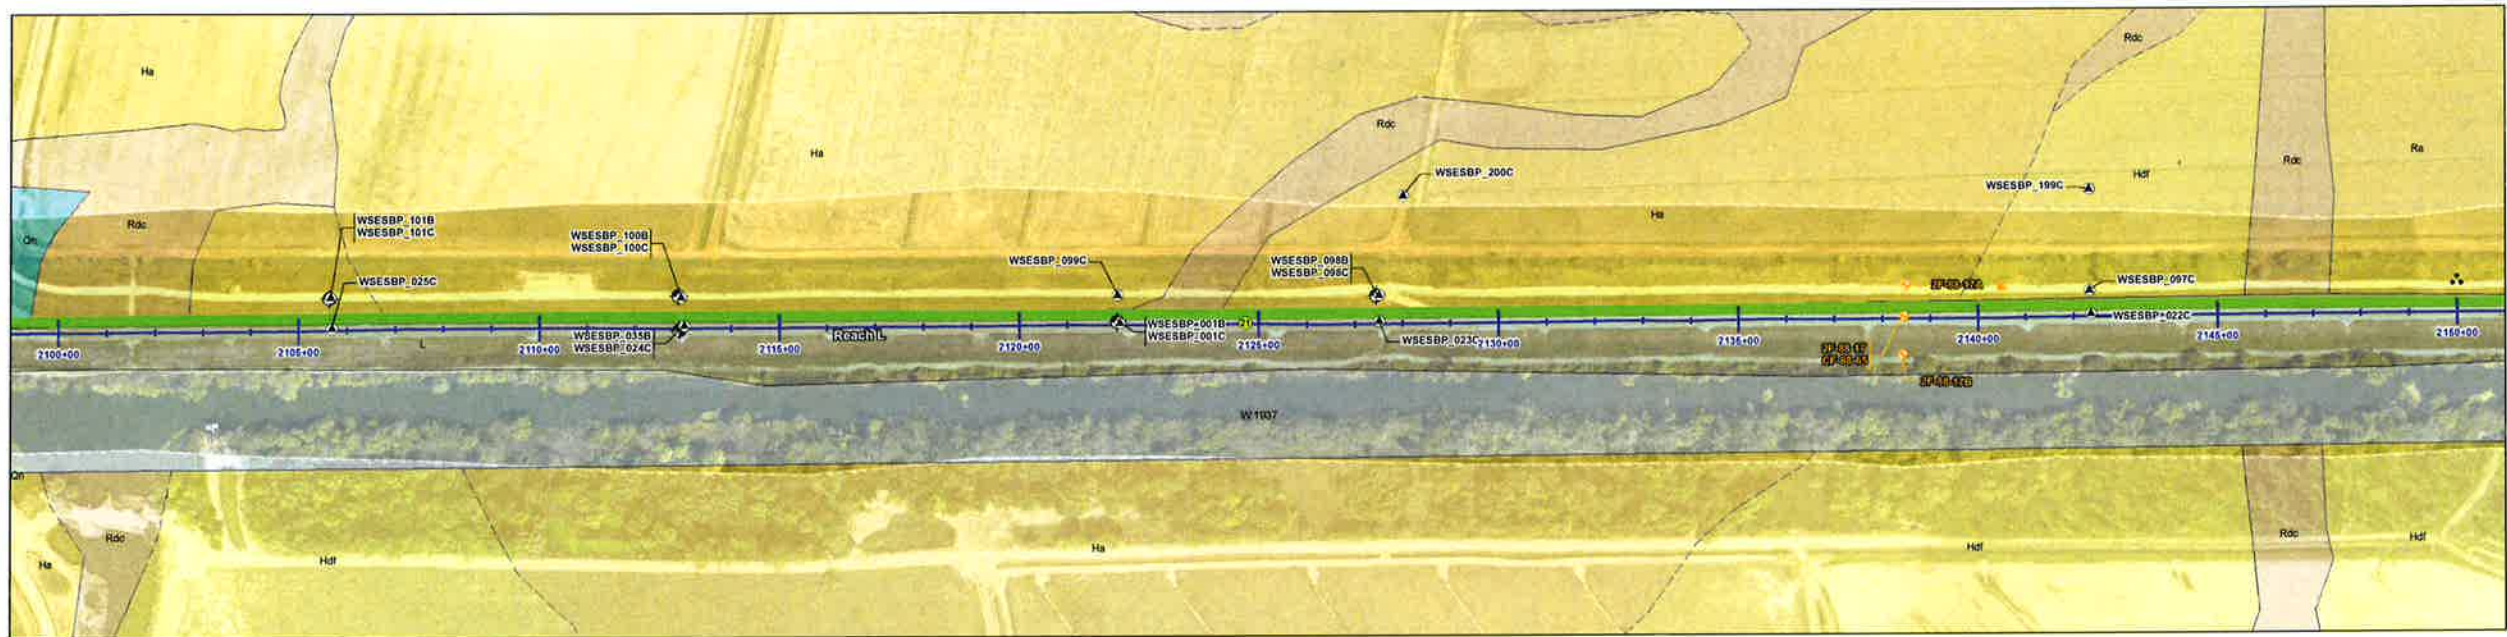 Rdc
Ha
Rdc
Ra
Ha
Rdc
Hdf
WSESBP_200C
WSESBP_199C
Ha
WSESBP_101B
WSESBP_101C
Rdc
Qn
WSESBP_100B
WSESBP_100C
WSESBP_099C
WSESBP_098B
WSESBP_098C
WSESBP_025C
WSESBP_097C
WSESBP_035B
WSESBP_024C
Reach L
WSESBP_001B
WSESBP_001C
21
WSESBP_023C
WSESBP_022C
L
2100+00
2105+00
2110+00
2115+00
2120+00
2125+00
2130+00
2135+00
2140+00
2145+00
2150+00
W1937
Qn
Rdc
Hdf
Ha
Hdf
Rdc
Hdf
Ha